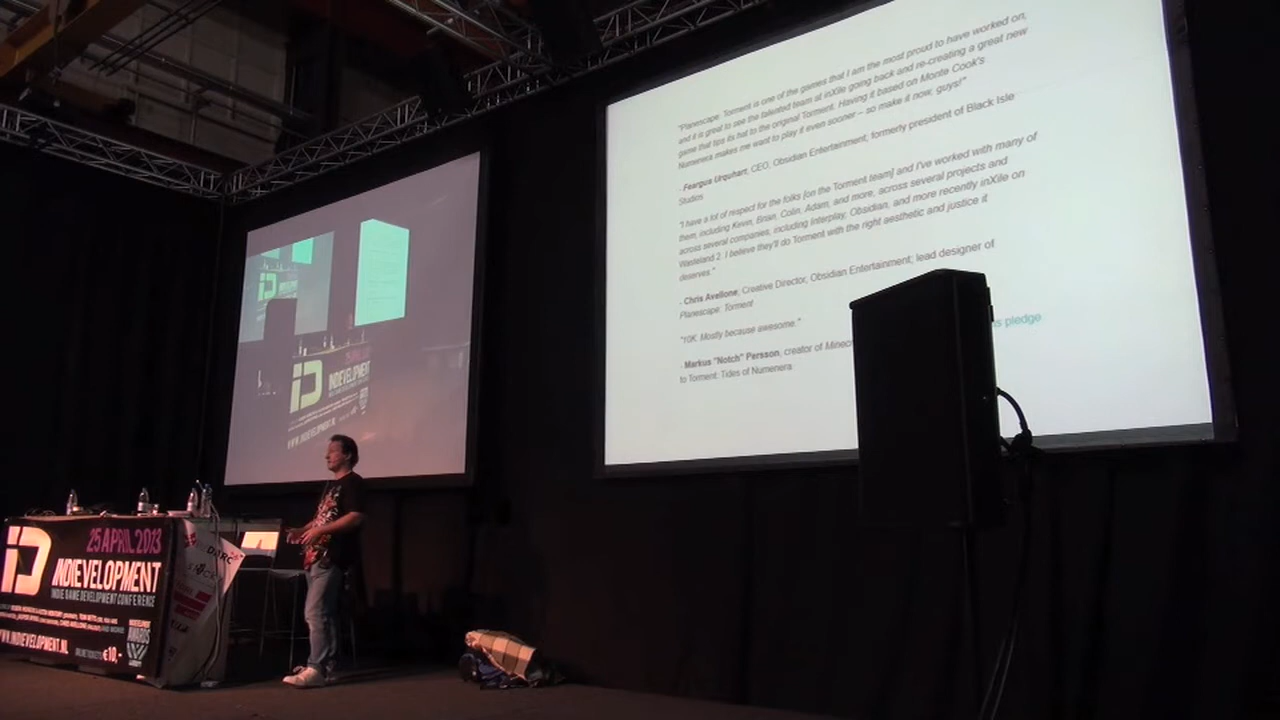 "Planescape: Torment is one of the games that I am the most proud to have worked on,
and it is great to see the talented team at inXile going back and re-creating a great new
game that tips its hat to the original Torment. Having it based on Monte Cook's
Numenera makes me want to play it even sooner – so make it now, guys!"
- Feargus Urquhart, CEO, Obsidian Entertainment; formerly president of Black Isle
Studios
"I have a lot of respect for the folks [on the Torment team] and I've worked with many of
them, including Kevin, Brian, Colin, Adam, and more, across several projects and
across several companies, including Interplay, Obsidian, and more recently inXile on
Wasteland 2. I believe they'll do Torment with the right aesthetic and justice it
deserves."
- Chris Avellone, Creative Director, Obsidian Entertainment; lead designer of
Planescape: Torment
"10K. Mostly because awesome."
- Markus "Notch" Persson, creator of Minecr
s pledge
to Torment: Tides of Numenera
iD
INDIEVELOPMENT
WWW.INDIEVELOPMENT.NL
iD
25 APRIL 2013
INDIEVELOPMENT
INDIE GAME DEVELOPMENT CONFERENCE
WWW.INDIEVELOPMENT.NL
€10,-
AWARDS